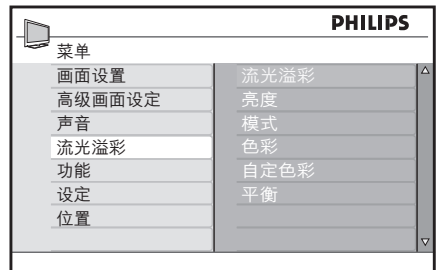 PHILIPS
菜单
画面设置
高级画面设定
声音
流光溢彩
功能
设定
位置
流光溢彩
亮度
模式
色彩
自定色彩
平衡